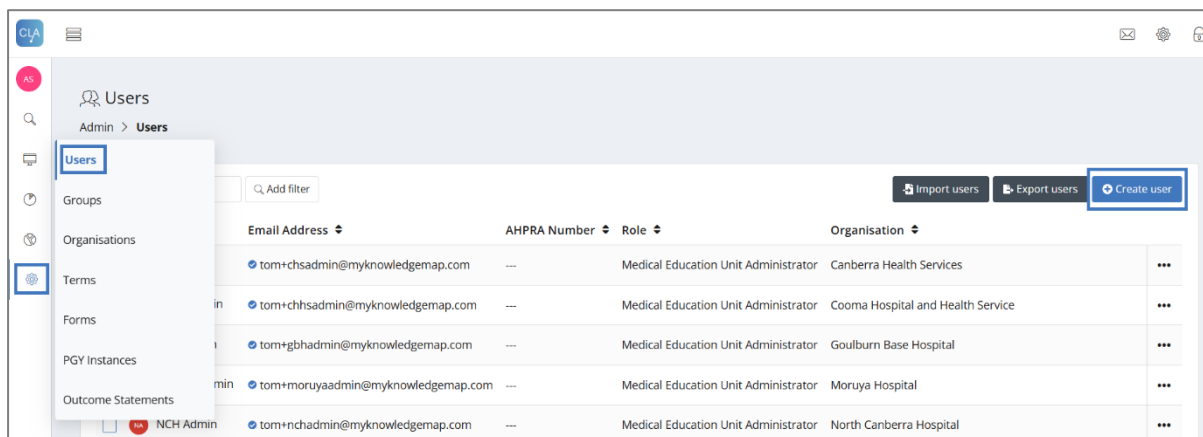 CLA
AS
Users
Admin > Users
Users
Groups
Organisations
Terms
Forms
PGY Instances
Outcome Statements
Add filter
Import users
Export users
Create user
Email Address AHPRA Number Role Organisation
tom+chsadmin@myknowledgemap.com --- Medical Education Unit Administrator Canberra Health Services
in tom+chhsadmin@myknowledgemap.com --- Medical Education Unit Administrator Cooma Hospital and Health Service
tom+gbhadmin@myknowledgemap.com --- Medical Education Unit Administrator Goulburn Base Hospital
min tom+moruyaadmin@myknowledgemap.com --- Medical Education Unit Administrator Moruya Hospital
NA NCH Admin tom+nchadmin@myknowledgemap.com --- Medical Education Unit Administrator North Canberra Hospital